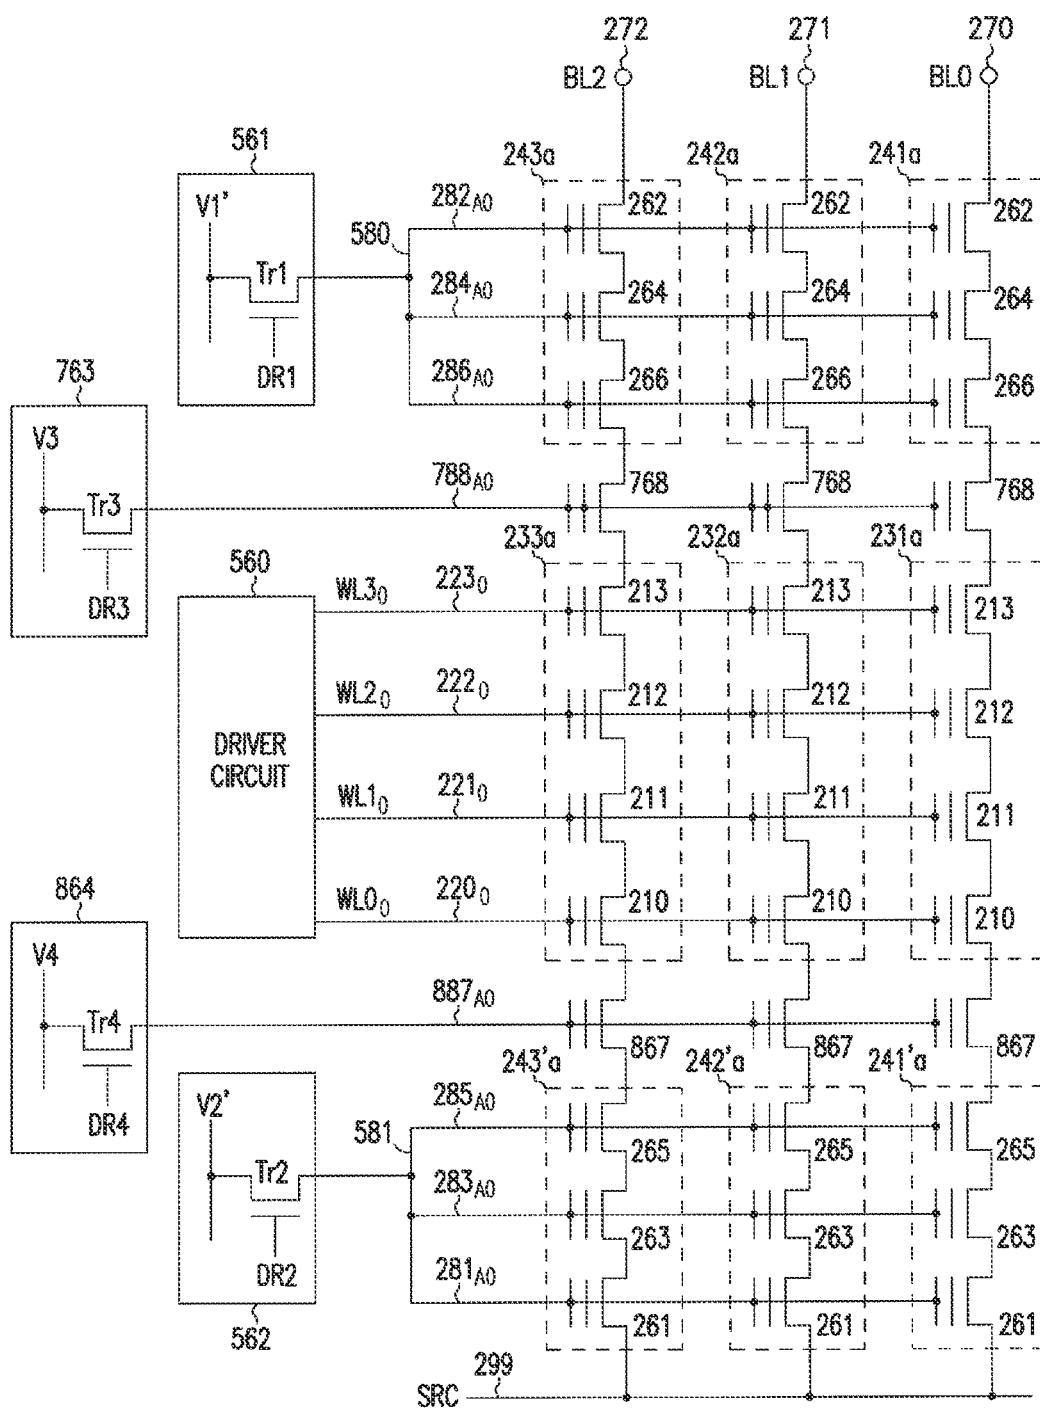 272 271 270
BL2 BL1 BL0
561 243a 242a 241a
V1' 282A0 262 262 262
580
Tr1 284A0 264 264 264
DR1 286A0 266 266 266
763
V3 788A0 768 768 768
Tr3
233a 232a 231a
DR3 560 WL3₀ 223₀ 213 213 213
WL2₀ 222₀ 212 212 212
DRIVER
CIRCUIT
WL1₀ 221₀ 211 211 211
864 WL0₀ 220₀ 210 210 210
V4 887A0
Tr4 867 867 867
243'a 242'a 241'a
V2' 285A0
DR4 581 265 265 265
Tr2 283A0
263 263 263
DR2 281A0
562 261 261 261
299
SRC